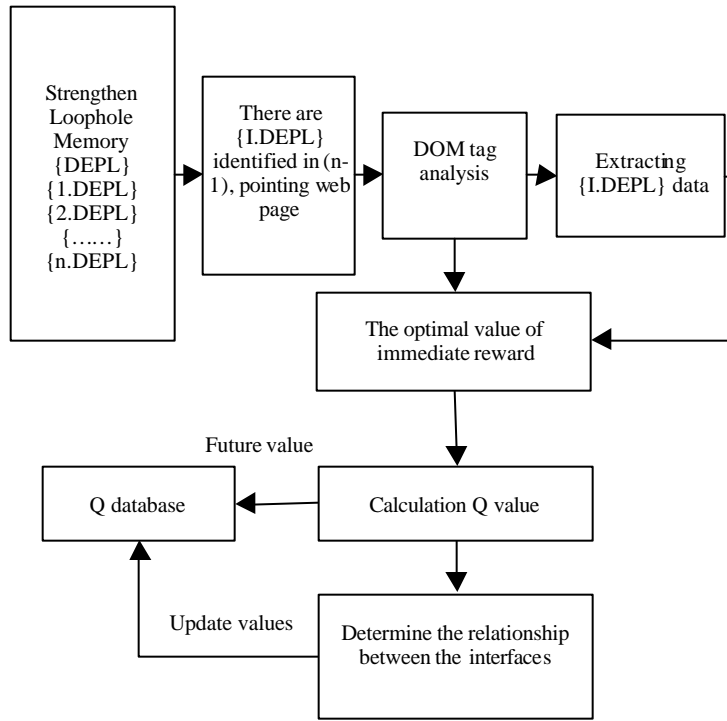 Strengthen
Loophole
Memory
{DEPL}
{1.DEPL}
{2.DEPL}
{……}
{n.DEPL}
There are
{I.DEPL}
identified in (n-
1), pointing web
page
DOM tag
analysis
Extracting
{I.DEPL} data
The optimal value of
immediate reward
Future value
Q database
Calculation Q value
Update values
Determine the relationship
between the interfaces